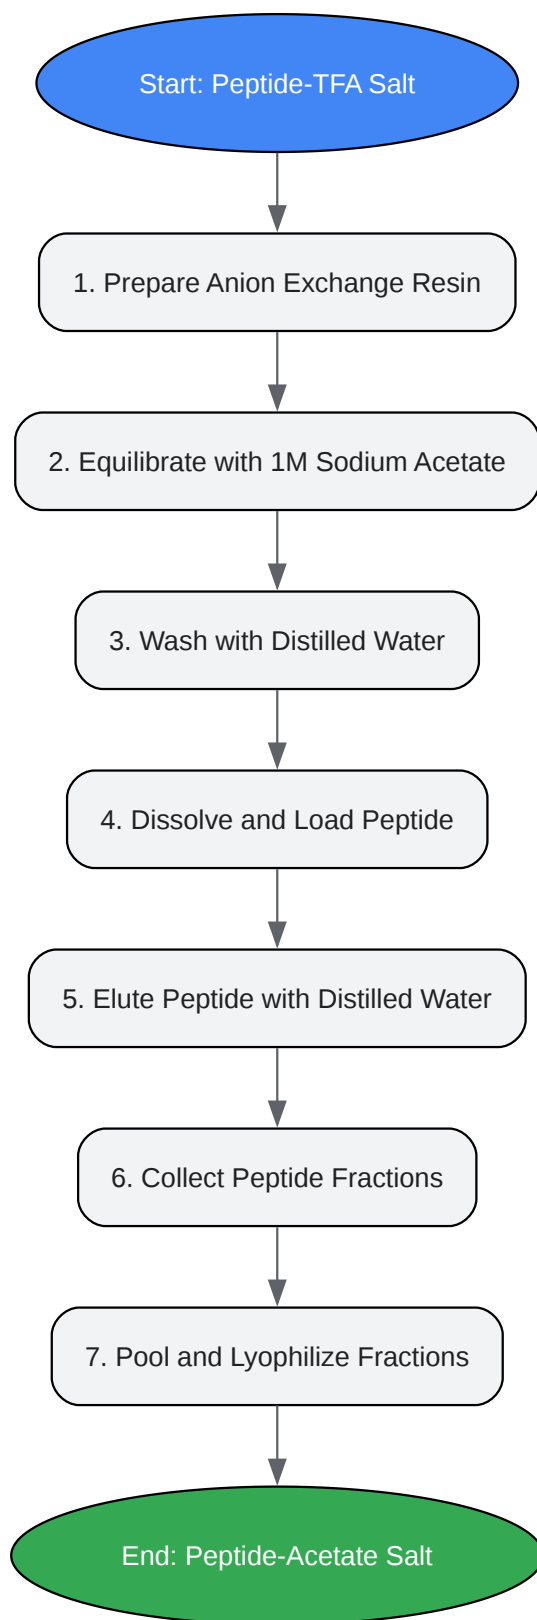 Start: Peptide-TFA Salt
1. Prepare Anion Exchange Resin
2. Equilibrate with 1M Sodium Acetate
3. Wash with Distilled Water
4. Dissolve and Load Peptide
5. Elute Peptide with Distilled Water
6. Collect Peptide Fractions
7. Pool and Lyophilize Fractions
End: Peptide-Acetate Salt